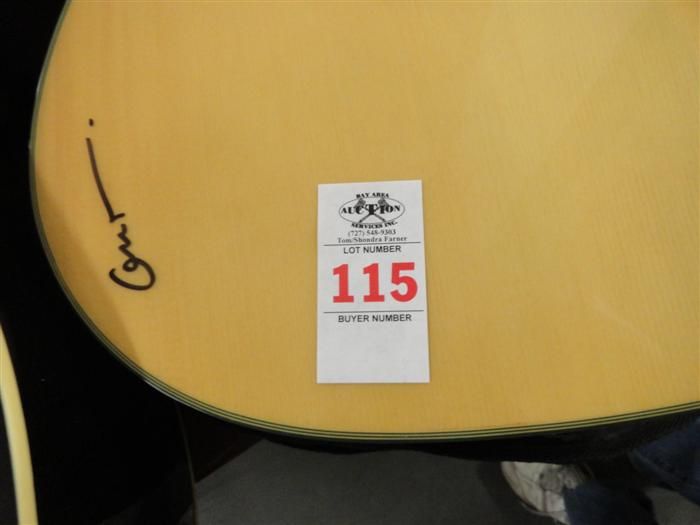 BAY AREA
AUCTION
SERVICES INC.
(727) 548-9303
Tom/Shondra Farner
LOT NUMBER
115
BUYER NUMBER